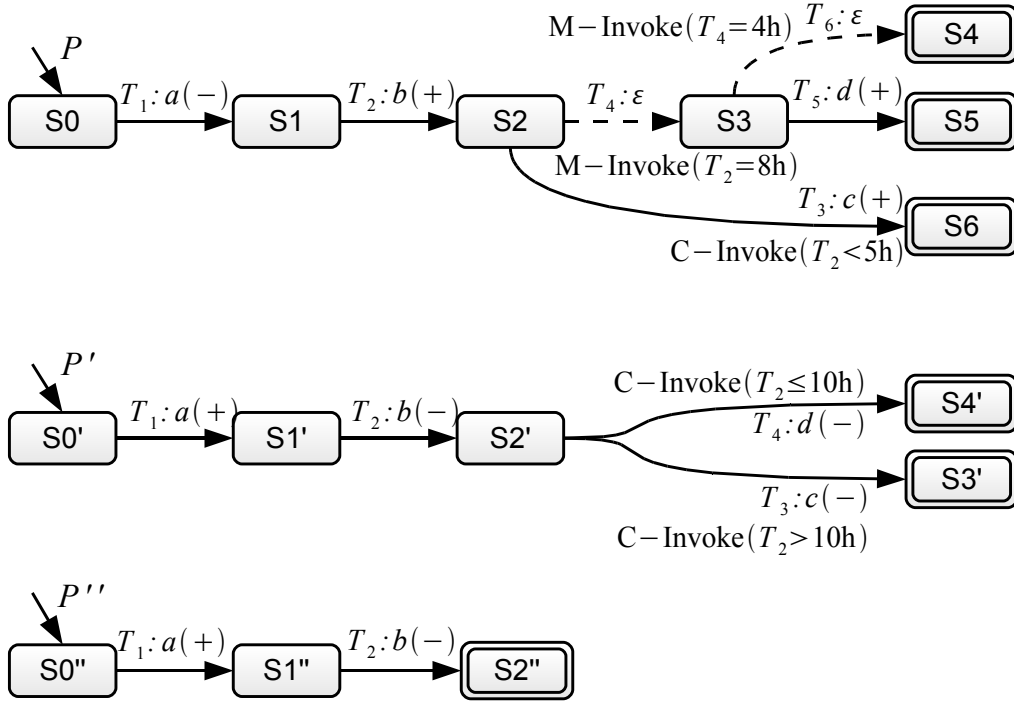 M−Invoke(T₄=4h) T₆:ε S4
P
T₁:a(−) T₂:b(+) T₄:ε T₅:d(+)
S0 S1 S2 S3 S5
M−Invoke(T₂=8h)
T₃:c(+)
S6
C−Invoke(T₂<5h)
P'
C−Invoke(T₂≤10h)
S4'
T₁:a(+) T₂:b(−) T₄:d(−)
S0' S1' S2'
S3'
T₃:c(−)
C−Invoke(T₂>10h)
P''
T₁:a(+) T₂:b(−)
S0" S1" S2"